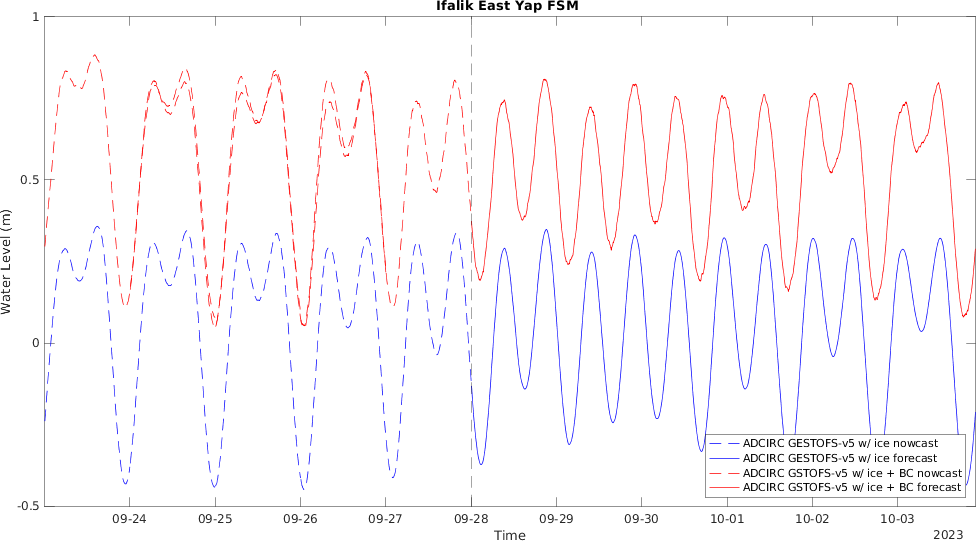 Ifalik East Yap FSM
1
0.5
0
-0.5
Water Level (m)
09-24 09-25 09-26 09-27 09-28 09-29 09-30 10-01 10-02 10-03
Time
2023
ADCIRC GESTOFS-v5 w/ ice nowcast
ADCIRC GESTOFS-v5 w/ ice forecast
ADCIRC GSTOFS-v5 w/ ice + BC nowcast
ADCIRC GSTOFS-v5 w/ ice + BC forecast